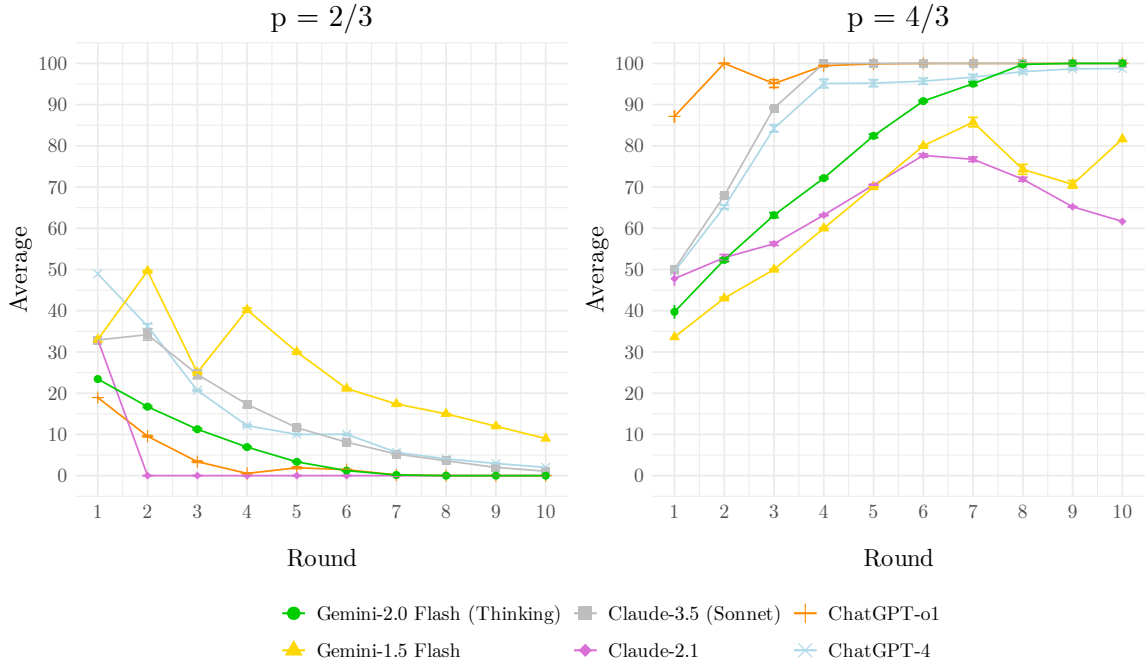 p = 2/3
p = 4/3
Average
100
90
80
70
60
50
40
30
20
10
0
1 2 3 4 5 6 7 8 9 10
Round
Average
100
90
80
70
60
50
40
30
20
10
0
1 2 3 4 5 6 7 8 9 10
Round
Gemini-2.0 Flash (Thinking)
Claude-3.5 (Sonnet)
ChatGPT-o1
Gemini-1.5 Flash
Claude-2.1
ChatGPT-4